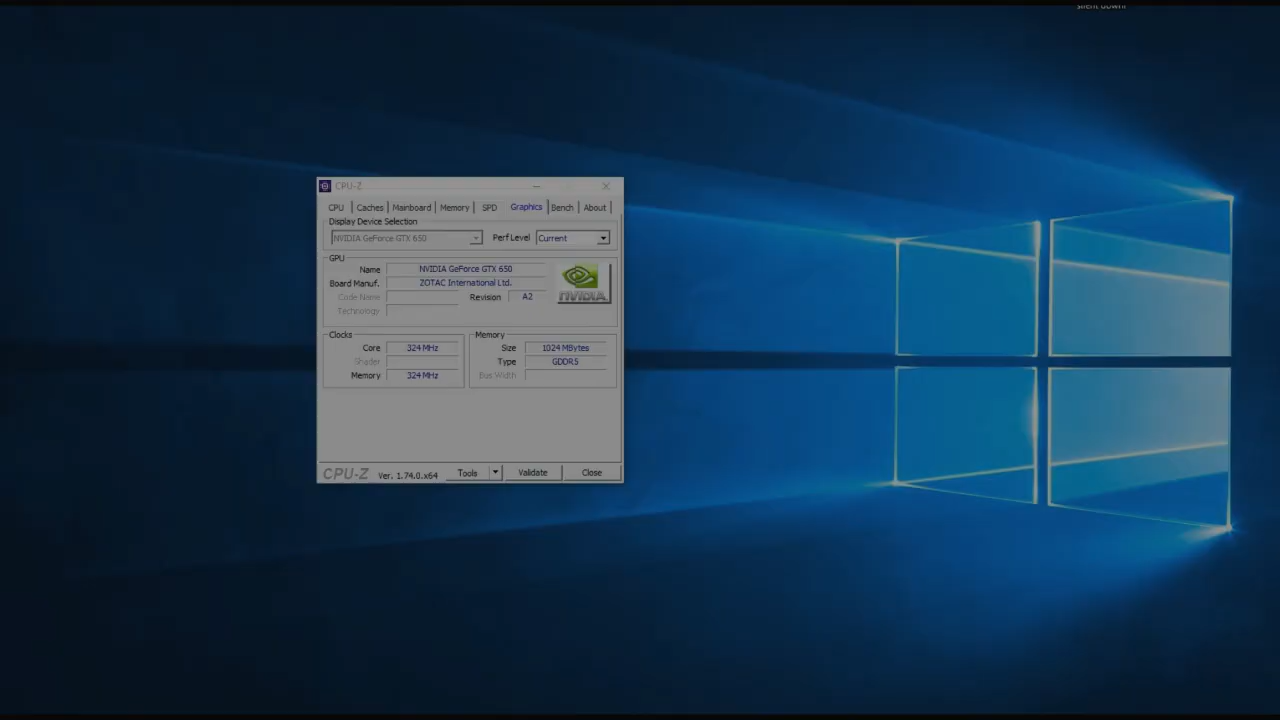 CPU-Z
CPU Caches Mainboard Memory SPD Graphics Bench About
Display Device Selection
NVIDIA GeForce GTX 650 Perf Level Current
GPU
Name NVIDIA GeForce GTX 650
Board Manuf. ZOTAC International Ltd.
Code Name Revision A2
Technology
NVIDIA
Clocks
Core 324 MHz
Shader
Memory 324 MHz
Memory
Size 1024 MBytes
Type GDDR5
Bus Width
CPU-Z Ver. 1.74.0.x64 Tools Validate Close